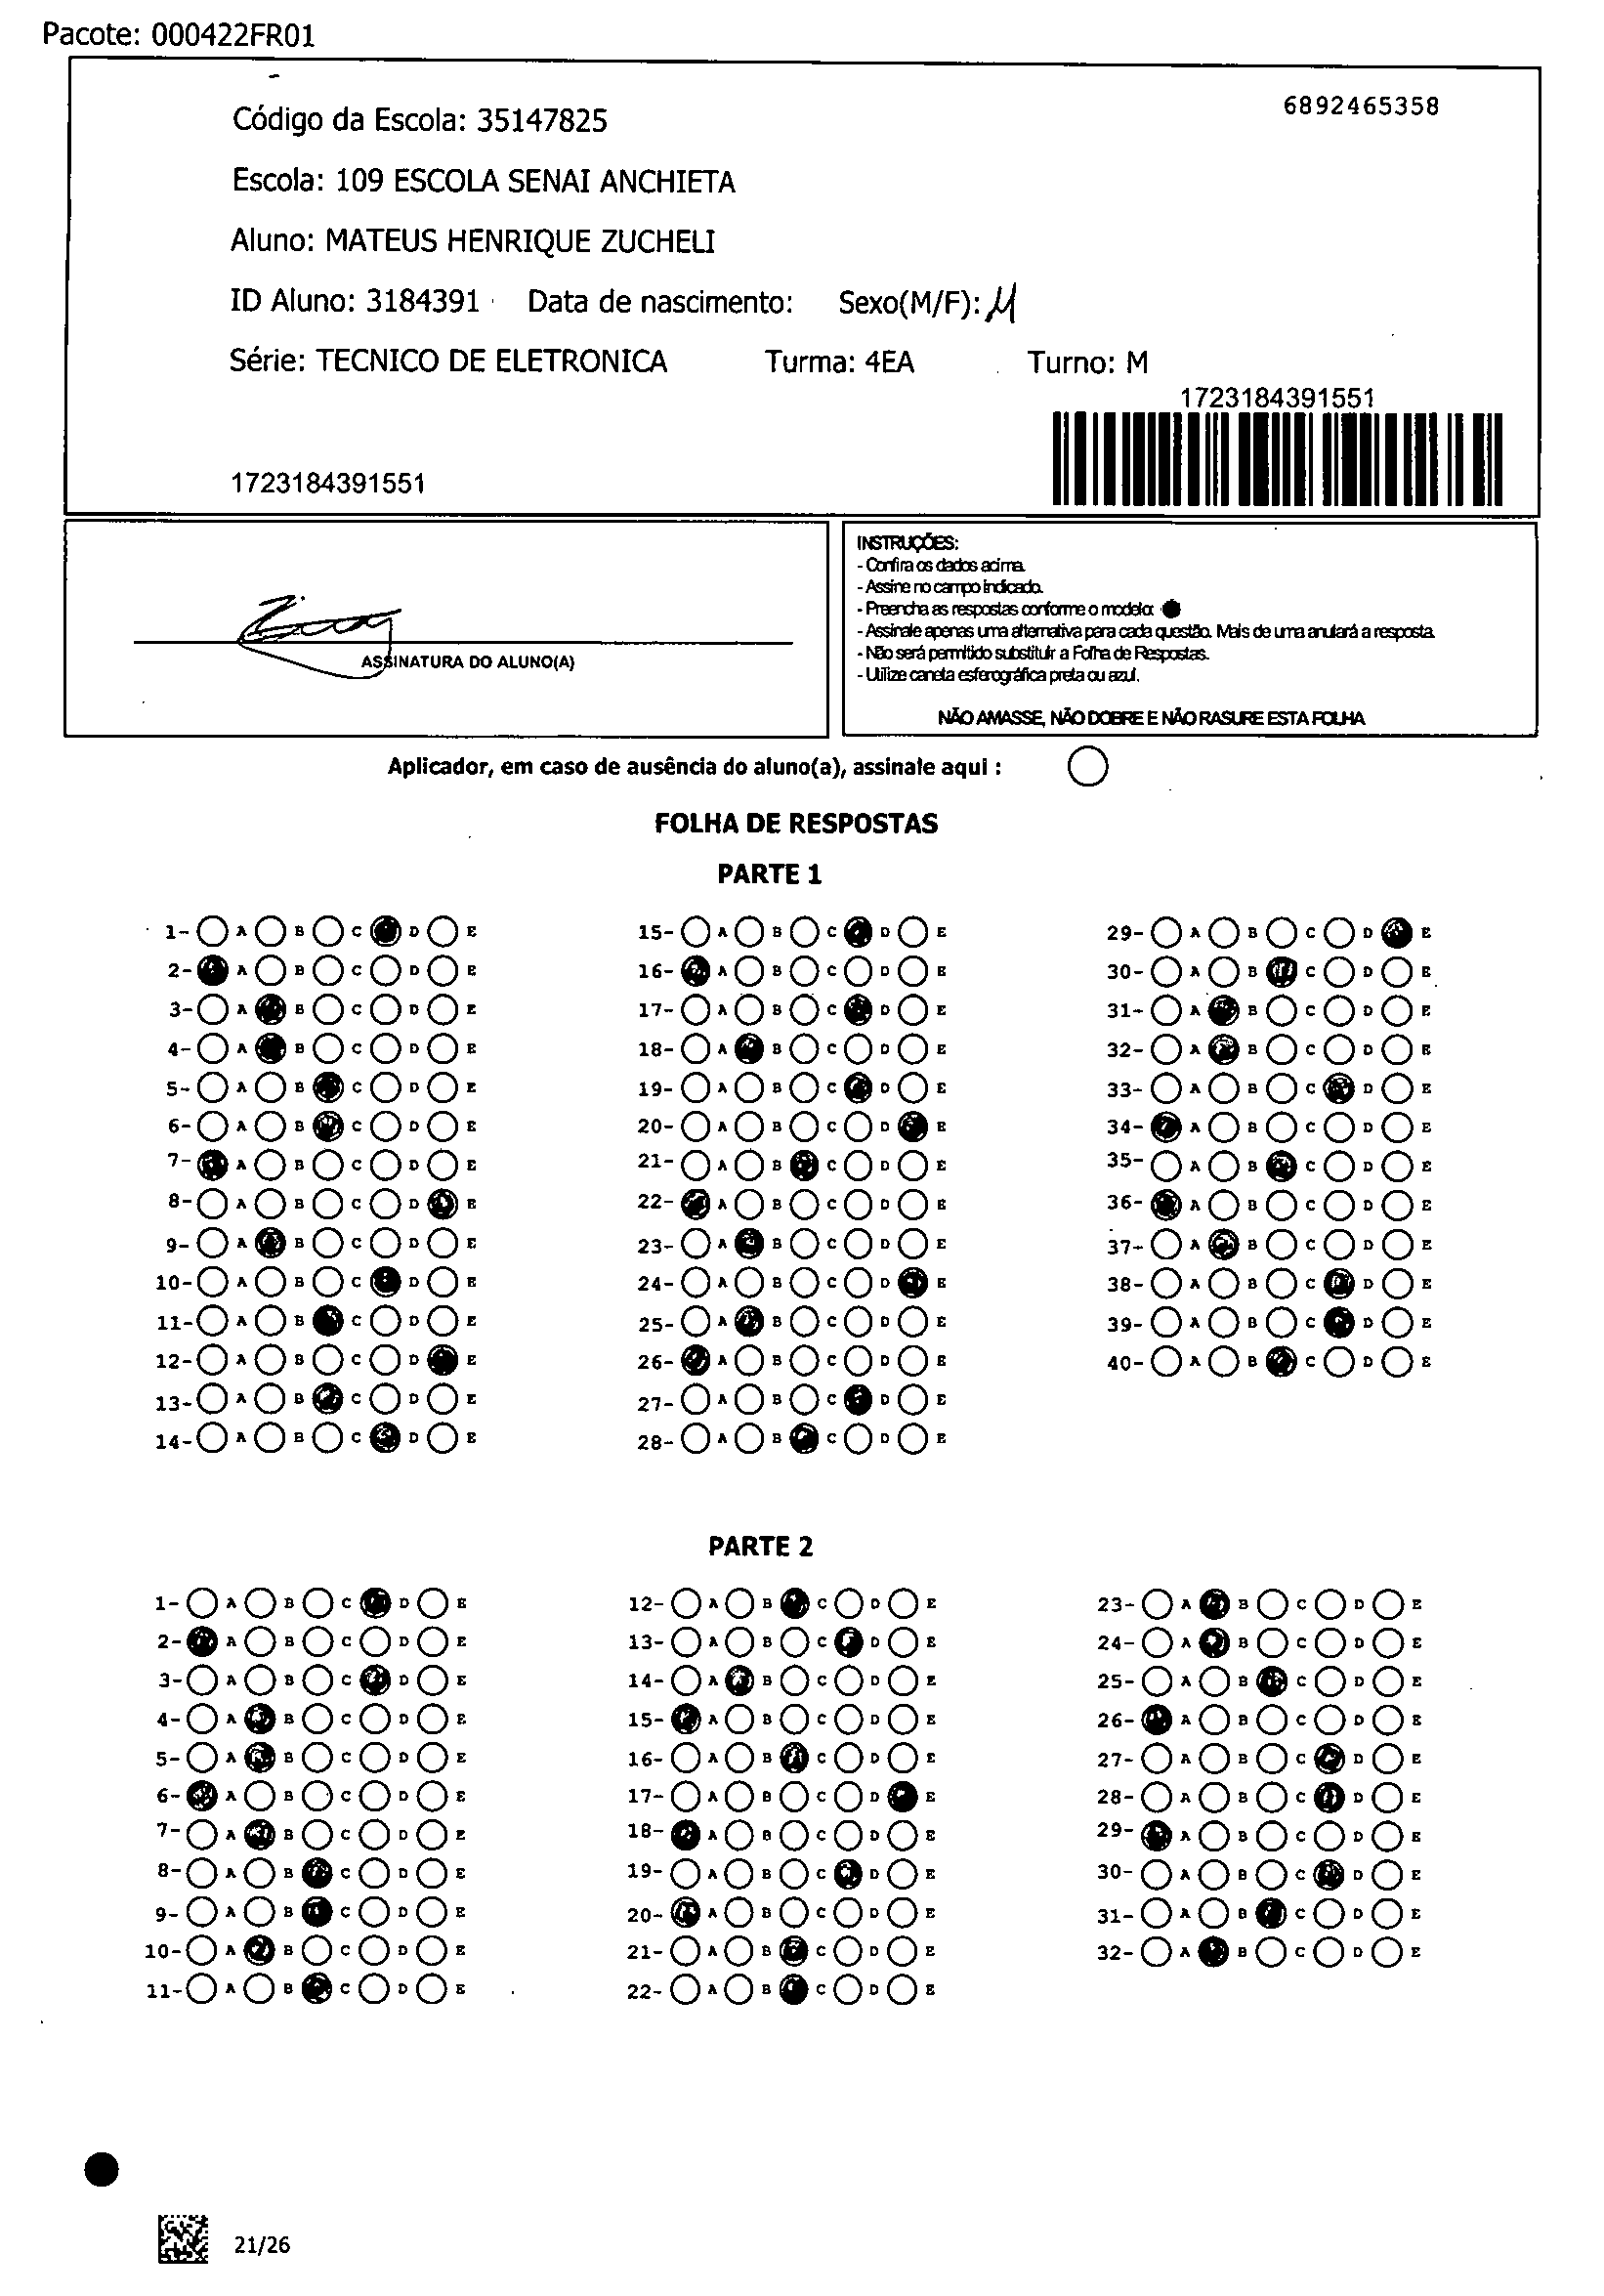 Pacote: 000422FR01
6892465358
Código da Escola: 35147825
Escola: 109 ESCOLA SENAI ANCHIETA
Aluno: MATEUS HENRIQUE ZUCHELI
ID Aluno: 3184391 Data de nascimento: Sexo(M/F): M
Série: TECNICO DE ELETRONICA Turma: 4EA Turno: M
1723184391551
1723184391551
ASSINATURA DO ALUNO(A)
INSTRUÇÕES:
- Confira os dados acima.
- Assine no campo indicado.
- Preencha as respostas conforme o modelo:
- Assinale apenas uma alternativa para cada questão. Mais de uma anulará a resposta.
- Não será permitido substituir a Folha de Respostas.
- Utilize caneta esferográfica preta ou azul.
NÃO AMASSE, NÃO DOBRE E NÃO RASURE ESTA FOLHA
Aplicador, em caso de ausência do aluno(a), assinale aqui :
FOLHA DE RESPOSTAS
PARTE 1
1- A B C D E 15- A B C D E 29- A B C D E
2- A B C D E 16- A B C D E 30- A B C D E
3- A B C D E 17- A B C D E 31- A B C D E
4- A B C D E 18- A B C D E 32- A B C D E
5- A B C D E 19- A B C D E 33- A B C D E
6- A B C D E 20- A B C D E 34- A B C D E
7- A B C D E 21- A B C D E 35- A B C D E
8- A B C D E 22- A B C D E 36- A B C D E
9- A B C D E 23- A B C D E 37- A B C D E
10- A B C D E 24- A B C D E 38- A B C D E
11- A B C D E 25- A B C D E 39- A B C D E
12- A B C D E 26- A B C D E 40- A B C D E
13- A B C D E 27- A B C D E
14- A B C D E 28- A B C D E
PARTE 2
1- A B C D E 12- A B C D E 23- A B C D E
2- A B C D E 13- A B C D E 24- A B C D E
3- A B C D E 14- A B C D E 25- A B C D E
4- A B C D E 15- A B C D E 26- A B C D E
5- A B C D E 16- A B C D E 27- A B C D E
6- A B C D E 17- A B C D E 28- A B C D E
7- A B C D E 18- A B C D E 29- A B C D E
8- A B C D E 19- A B C D E 30- A B C D E
9- A B C D E 20- A B C D E 31- A B C D E
10- A B C D E 21- A B C D E 32- A B C D E
11- A B C D E 22- A B C D E
21/26